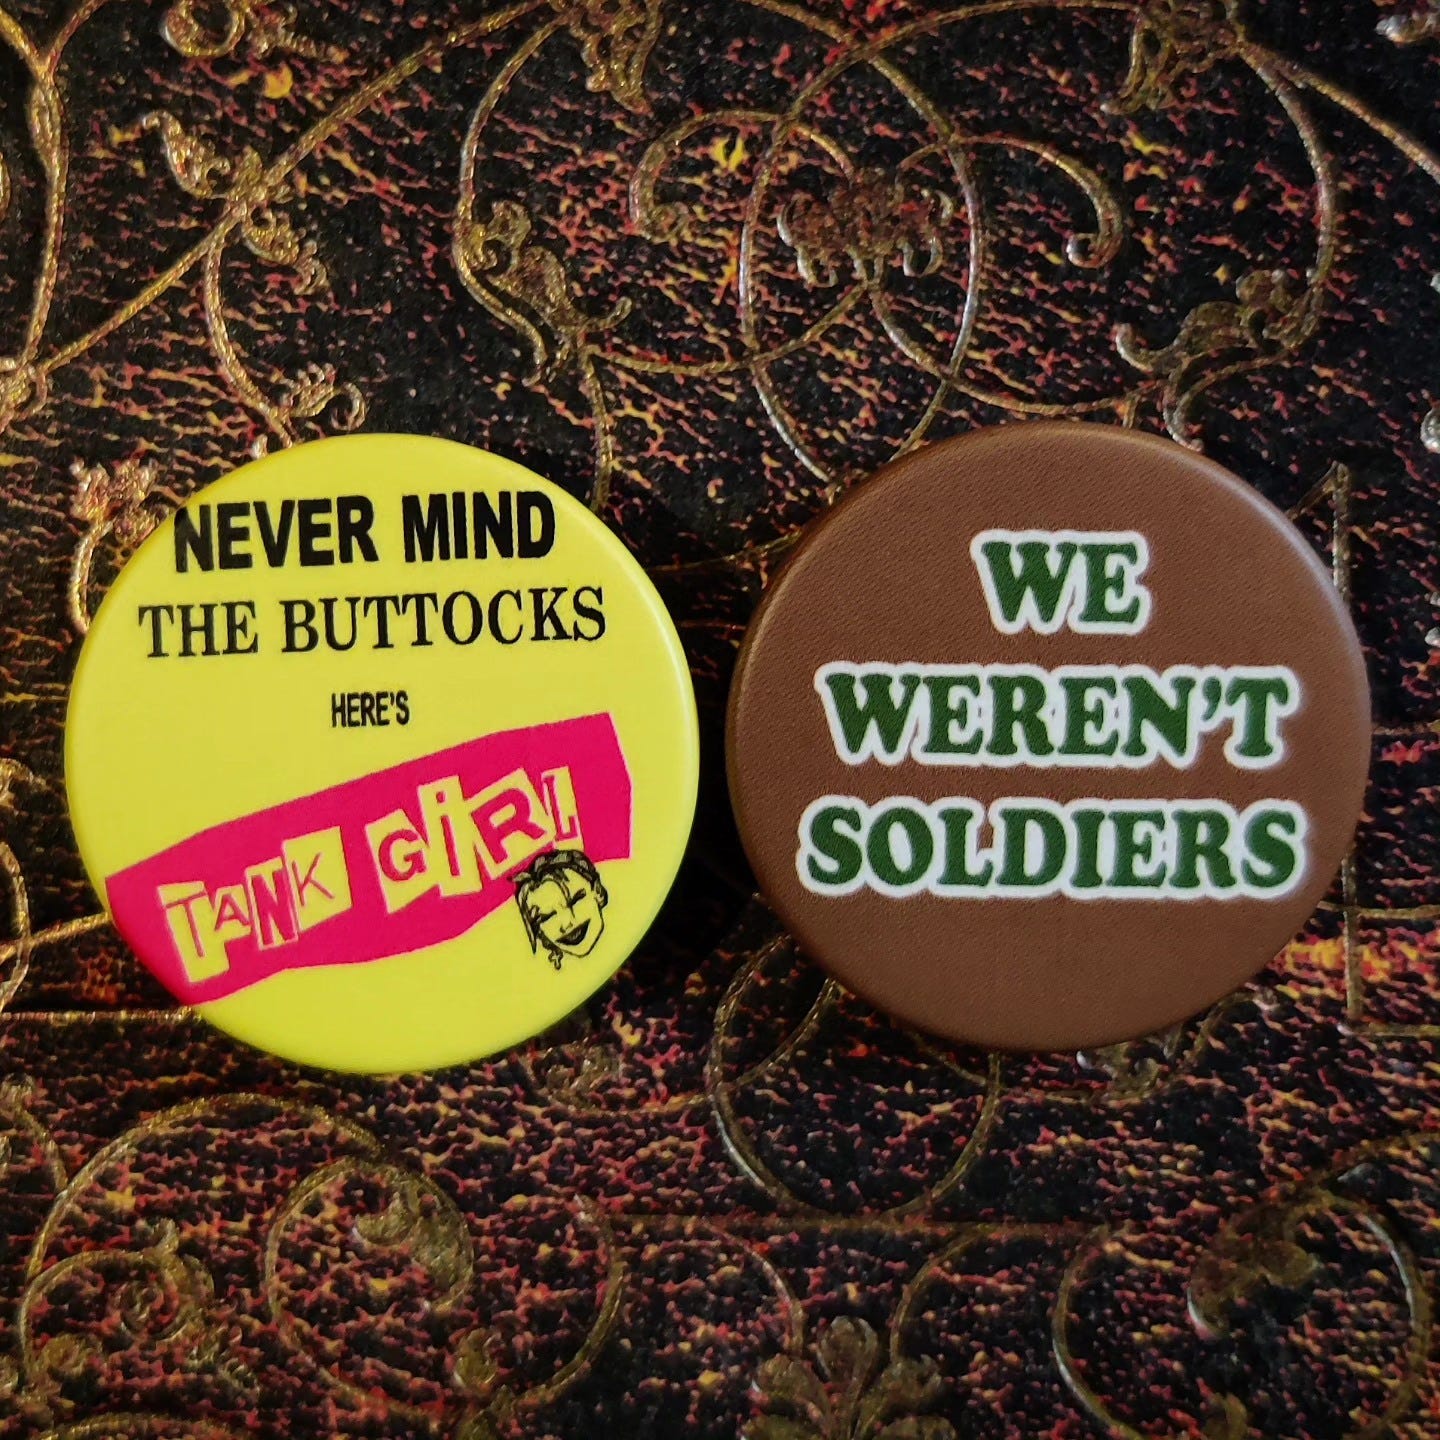 NEVER MIND
THE BUTTOCKS
HERE'S
TANK GiRL
WE
WEREN'T
SOLDIERS